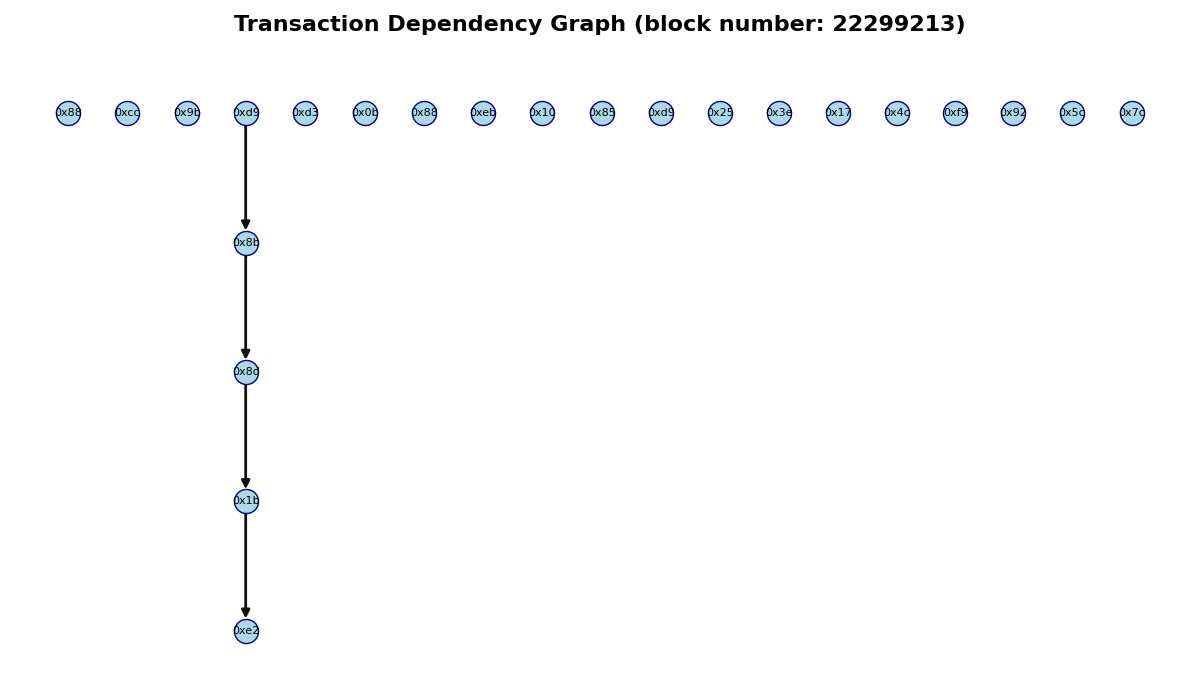 Transaction Dependency Graph (block number: 22299213)
0x88 0xcc 0x9b 0xd9 0xd3 0x0b 0x88 0xeb 0x10 0x85 0xd9 0x25 0x3e 0x17 0x4c 0xf9 0x92 0x5c 0x7c
0x8b
0x8d
0x1b
0xe2